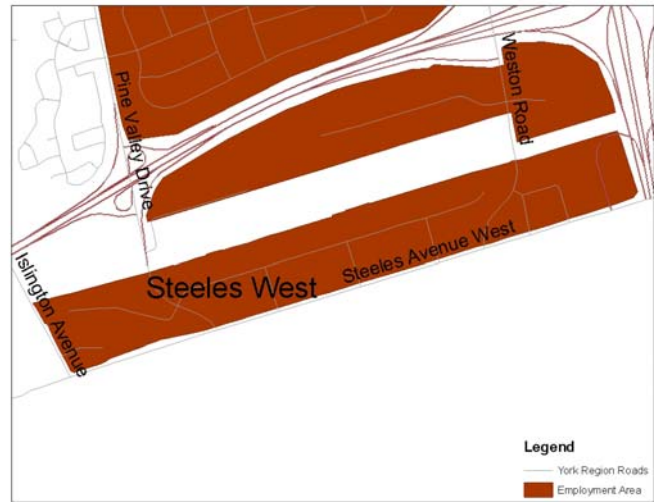 Pine Valley Drive
Weston Road
Islington Avenue
Steeles West
Steeles Avenue West
Legend
York Region Roads
Employment Area